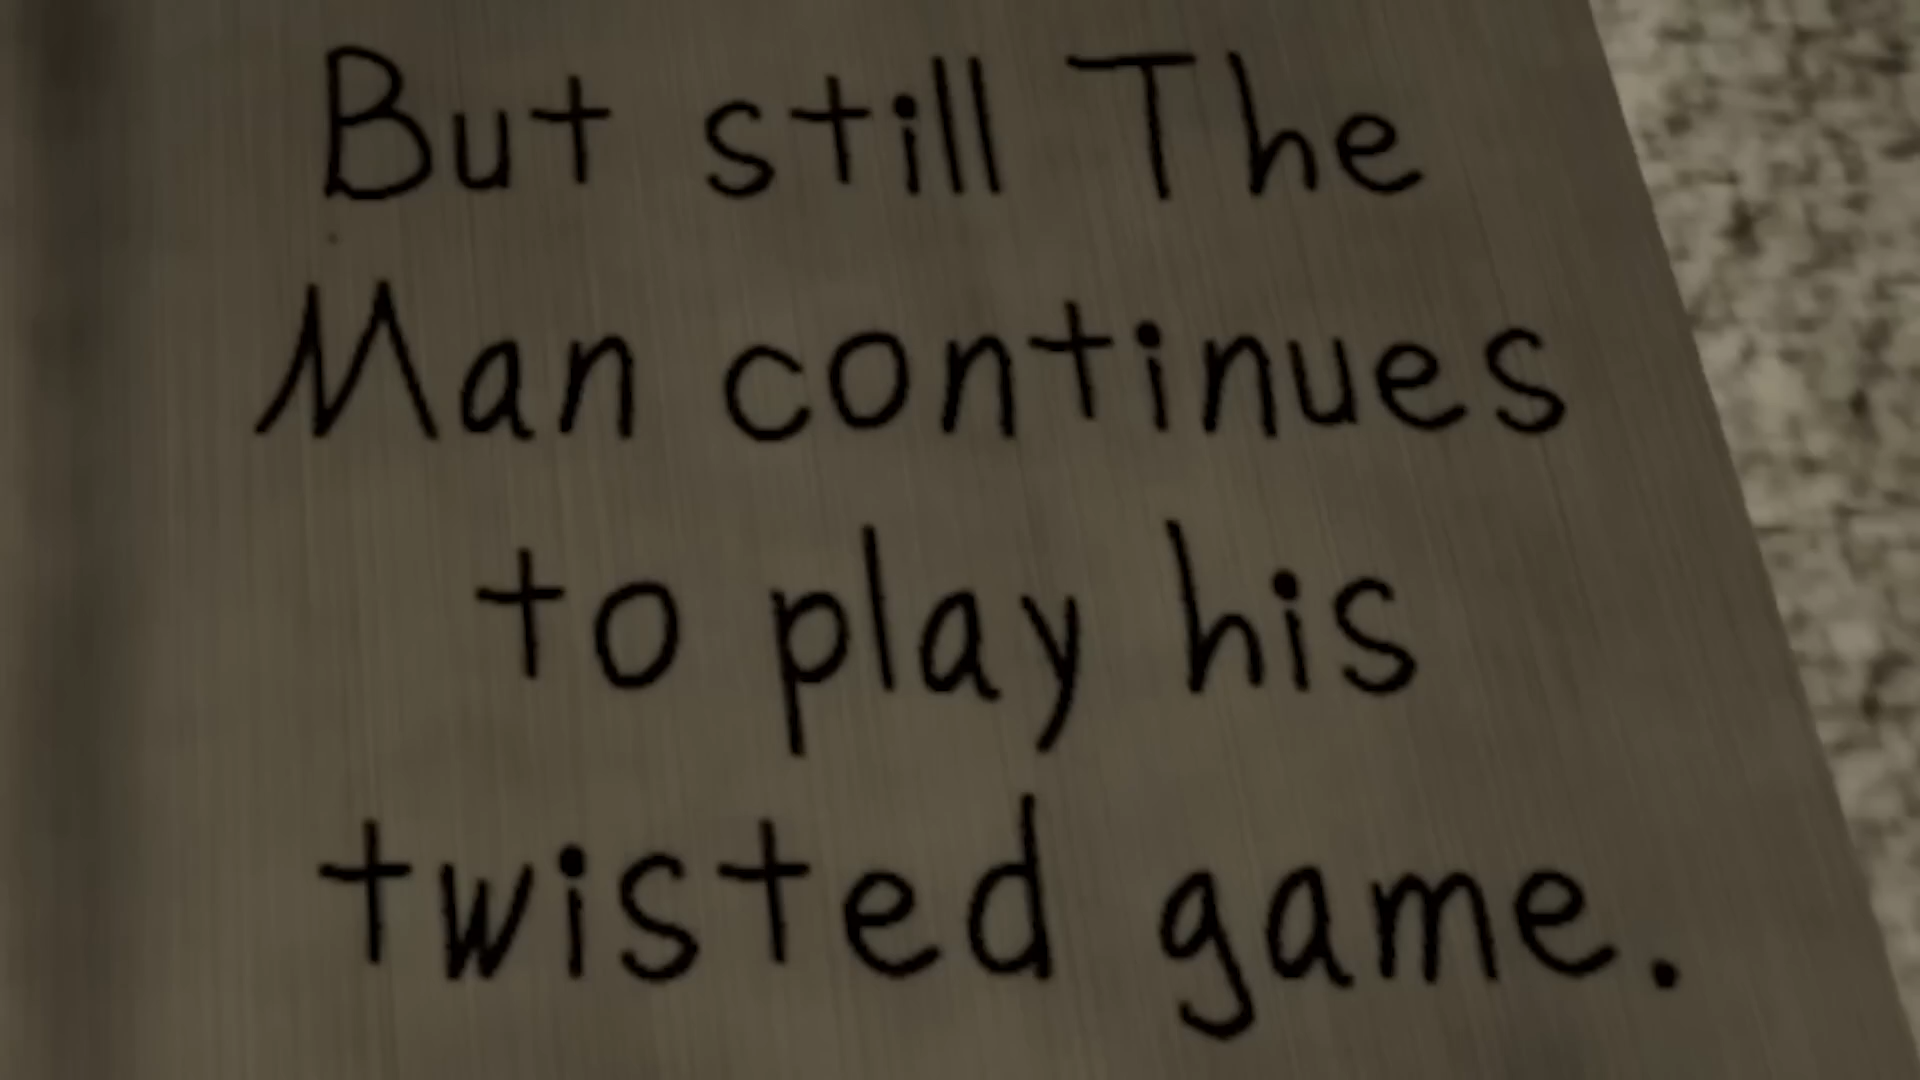 But still The
Man continues
to play his
twisted game.